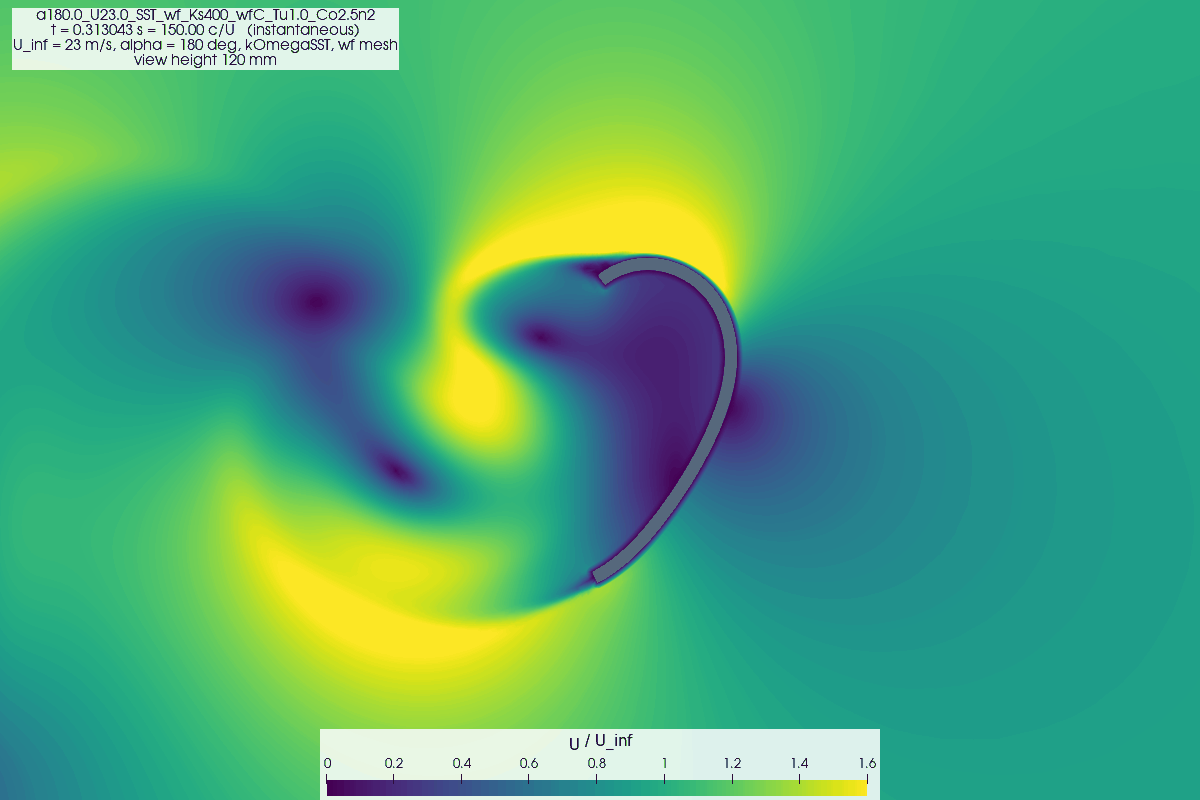 a180.0_U23.0_SST_wf_Ks400_wfC_Tu1.0_Co2.5n2
t = 0.313043 s = 150.00 c/U (instantaneous)
U_inf = 23 m/s, alpha = 180 deg, kOmegaSST, wf mesh
view height 120 mm
U / U_inf
0 0.2 0.4 0.6 0.8 1 1.2 1.4 1.6